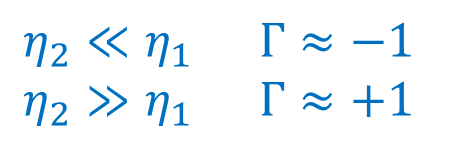 η₂ ≪ η₁ Γ ≈ −1
η₂ ≫ η₁ Γ ≈ +1